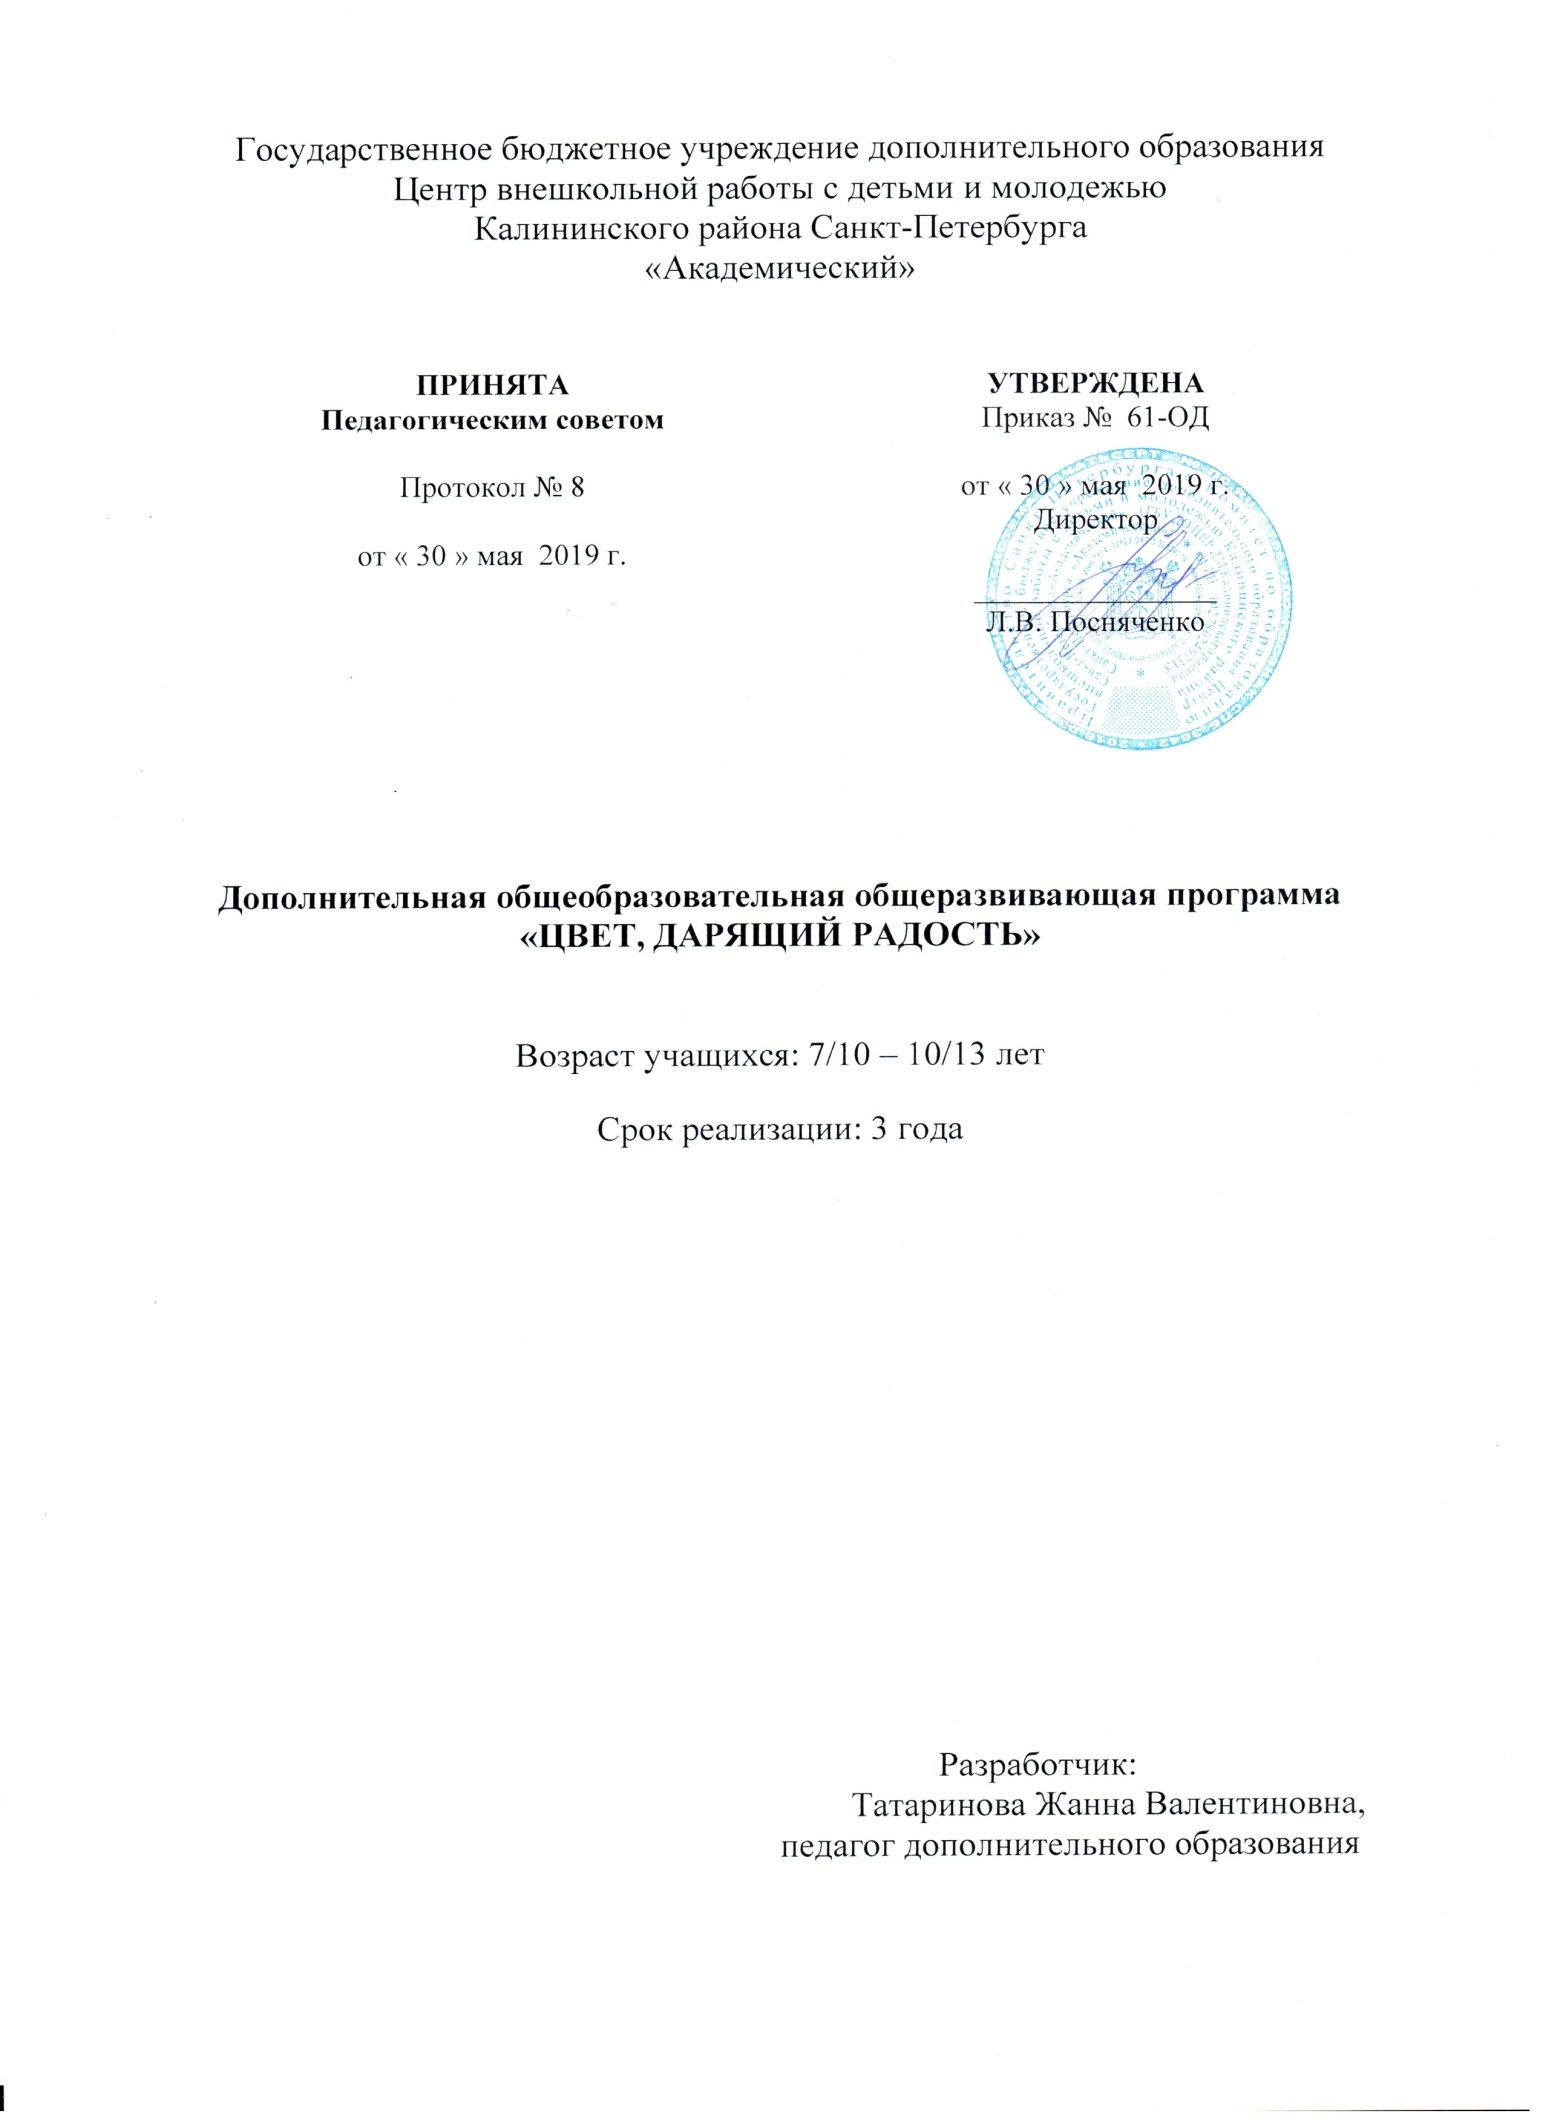 Государственное бюджетное учреждение дополнительного образования
Центр внешкольной работы с детьми и молодежью
Калининского района Санкт-Петербурга
«Академический»
ПРИНЯТА
Педагогическим советом
Протокол № 8
от « 30 » мая 2019 г.
УТВЕРЖДЕНА
Приказ № 61-ОД
от « 30 » мая 2019 г.
Директор
Л.В. Посняченко
Дополнительная общеобразовательная общеразвивающая программа
«ЦВЕТ, ДАРЯЩИЙ РАДОСТЬ»
Возраст учащихся: 7/10 – 10/13 лет
Срок реализации: 3 года
Разработчик:
Татаринова Жанна Валентиновна,
педагог дополнительного образования